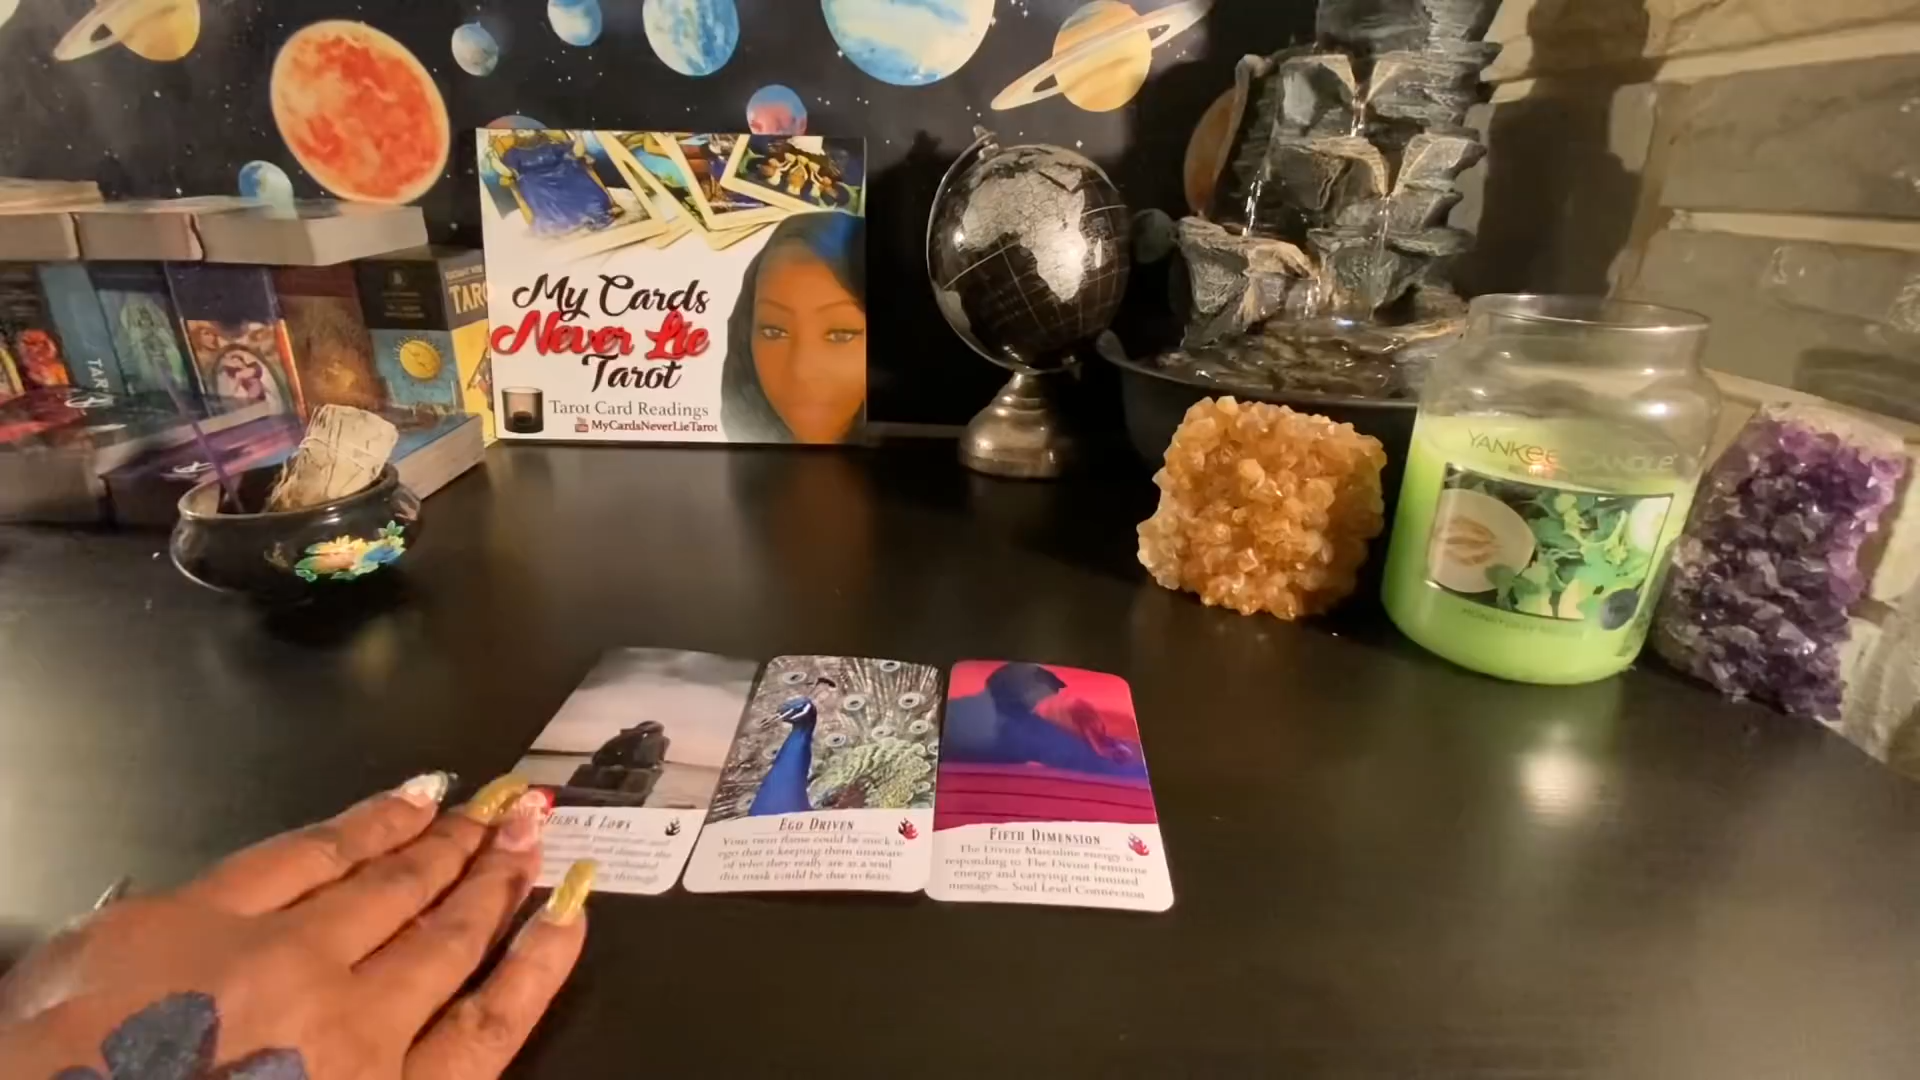 My Cards
Never Lie
Tarot
Tarot Card Readings
MyCardsNeverLieTarot
TAR
TAR
YANKEE CANDLE
& Lows
Ego Driven
Your twin flame could be stuck in
ego that is keeping them unaware
of who they really are as a soul
this mask could be due to fears.
Fifth Dimension
The Divine Masculine energy is
responding to The Divine Feminine
energy and carrying out intuited
messages... Soul Level Connection